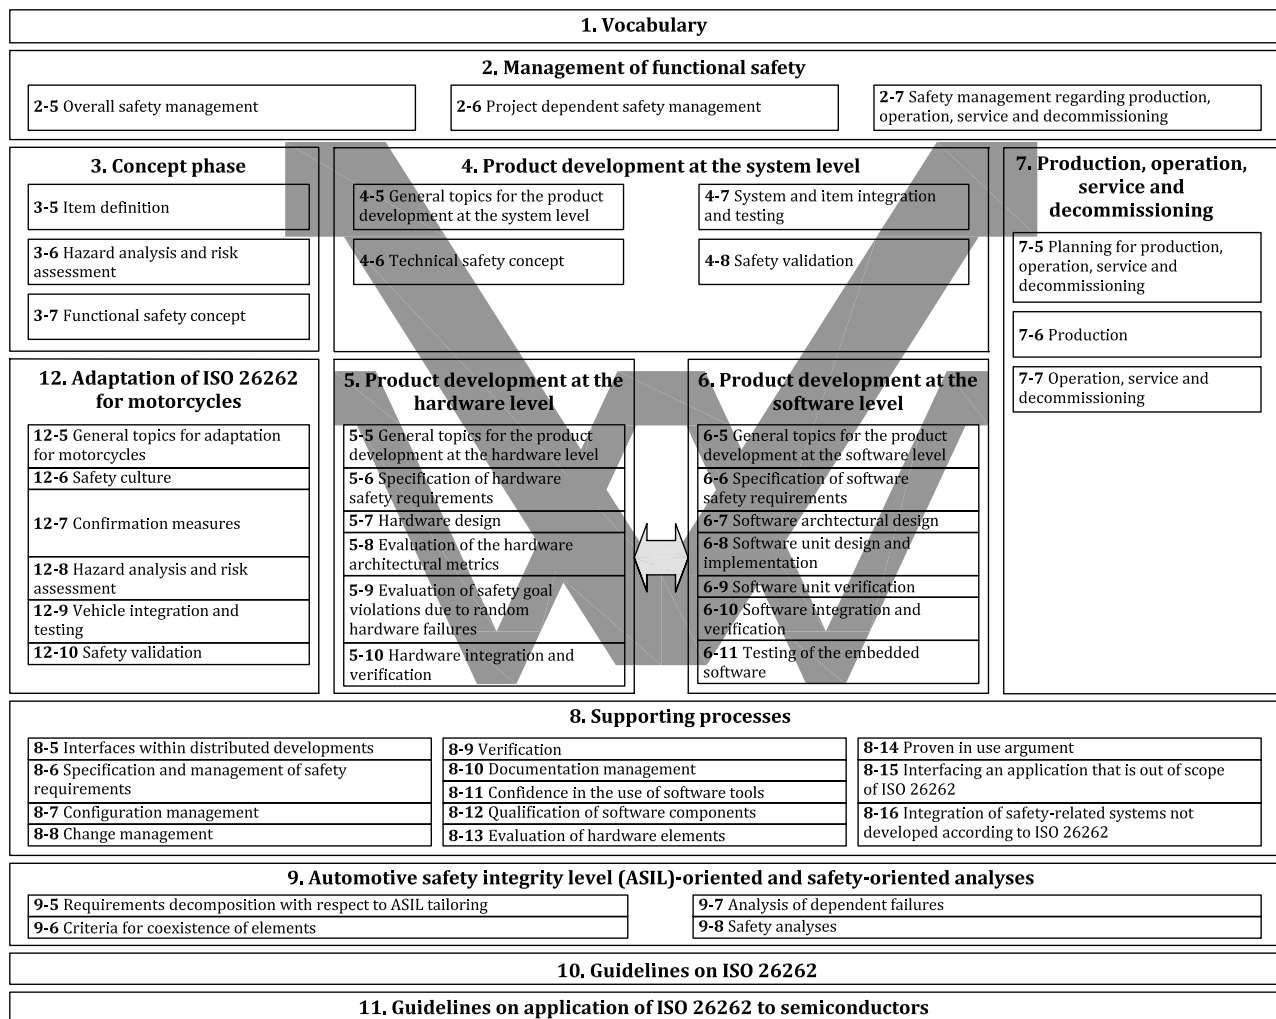 1. Vocabulary
2. Management of functional safety
2-5 Overall safety management
2-6 Project dependent safety management
2-7 Safety management regarding production,
operation, service and decommissioning
3. Concept phase
3-5 Item definition
3-6 Hazard analysis and risk
assessment
3-7 Functional safety concept
4. Product development at the system level
4-5 General topics for the product
development at the system level
4-6 Technical safety concept
4-7 System and item integration
and testing
4-8 Safety validation
7. Production, operation,
service and
decommissioning
7-5 Planning for production,
operation, service and
decommissioning
7-6 Production
7-7 Operation, service and
decommissioning
12. Adaptation of ISO 26262
for motorcycles
12-5 General topics for adaptation
for motorcycles
12-6 Safety culture
12-7 Confirmation measures
12-8 Hazard analysis and risk
assessment
12-9 Vehicle integration and
testing
12-10 Safety validation
5. Product development at the
hardware level
5-5 General topics for the product
development at the hardware level
5-6 Specification of hardware
safety requirements
5-7 Hardware design
5-8 Evaluation of the hardware
architectural metrics
5-9 Evaluation of safety goal
violations due to random
hardware failures
5-10 Hardware integration and
verification
6. Product development at the
software level
6-5 General topics for the product
development at the software level
6-6 Specification of software
safety requirements
6-7 Software archtectural design
6-8 Software unit design and
implementation
6-9 Software unit verification
6-10 Software integration and
verification
6-11 Testing of the embedded
software
8. Supporting processes
8-5 Interfaces within distributed developments
8-6 Specification and management of safety
requirements
8-7 Configuration management
8-8 Change management
8-9 Verification
8-10 Documentation management
8-11 Confidence in the use of software tools
8-12 Qualification of software components
8-13 Evaluation of hardware elements
8-14 Proven in use argument
8-15 Interfacing an application that is out of scope
of ISO 26262
8-16 Integration of safety-related systems not
developed according to ISO 26262
9. Automotive safety integrity level (ASIL)-oriented and safety-oriented analyses
9-5 Requirements decomposition with respect to ASIL tailoring
9-6 Criteria for coexistence of elements
9-7 Analysis of dependent failures
9-8 Safety analyses
10. Guidelines on ISO 26262
11. Guidelines on application of ISO 26262 to semiconductors